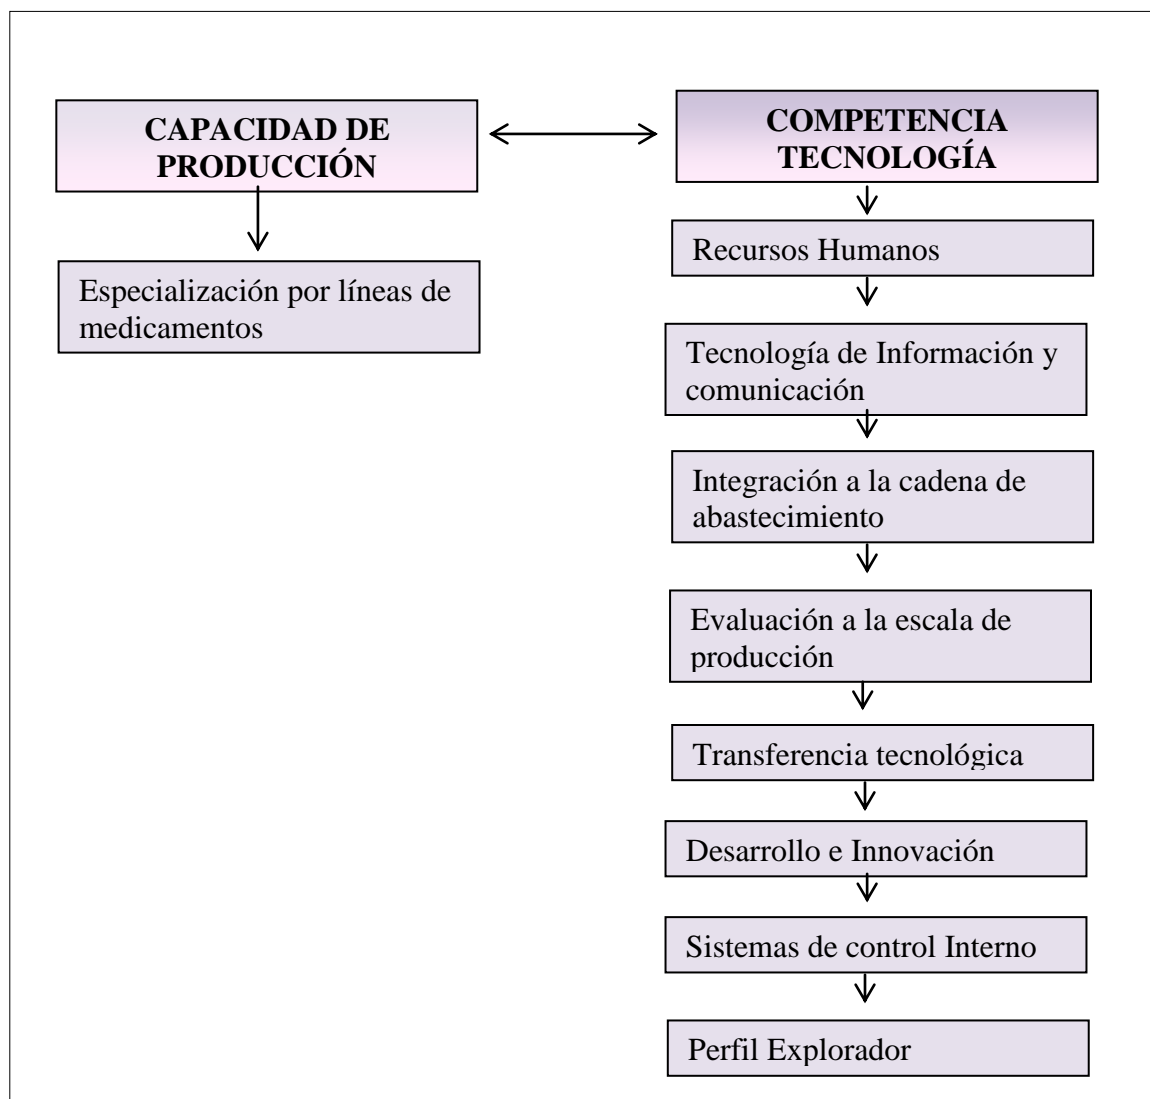 CAPACIDAD DE
PRODUCCIÓN
Especialización por líneas de
medicamentos
COMPETENCIA
TECNOLOGÍA
Recursos Humanos
Tecnología de Información y
comunicación
Integración a la cadena de
abastecimiento
Evaluación a la escala de
producción
Transferencia tecnológica
Desarrollo e Innovación
Sistemas de control Interno
Perfil Explorador